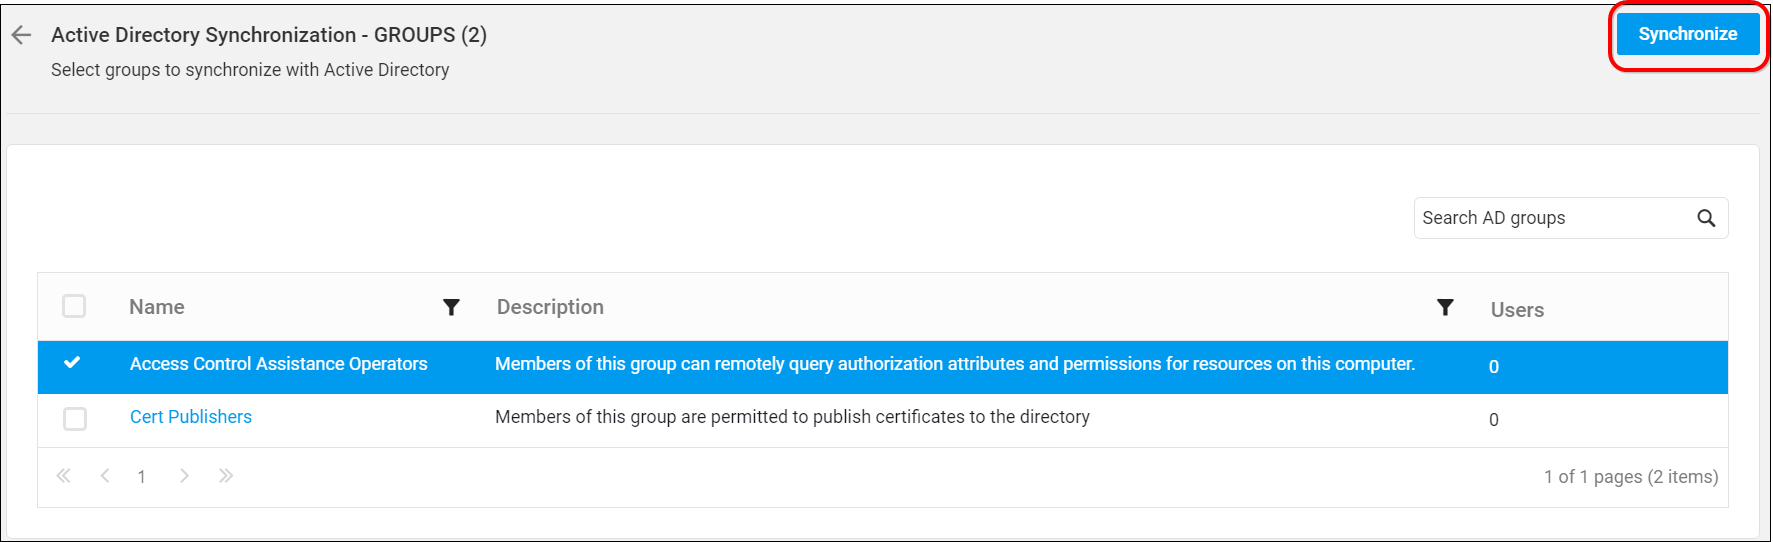 Active Directory Synchronization - GROUPS (2)
Synchronize
Select groups to synchronize with Active Directory
Search AD groups
Name Description Users
Access Control Assistance Operators Members of this group can remotely query authorization attributes and permissions for resources on this computer. 0
Cert Publishers Members of this group are permitted to publish certificates to the directory 0
1 1 of 1 pages (2 items)